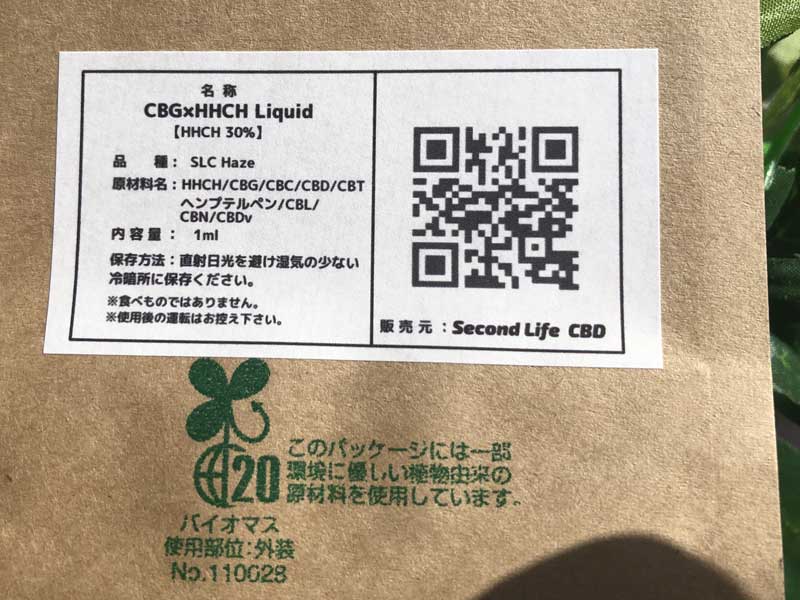 名 称
CBG×HHCH Liquid
【HHCH 30%】
品 種： SLC Haze
原材料名：HHCH/CBG/CBC/CBD/CBT
ヘンプテルペン/CBL/
CBN/CBDv
内容量： 1ml
保存方法：直射日光を避け湿気の少ない
冷暗所に保存ください。
※食べものではありません。
※使用後の運転はお控え下さい。
販売元：Second Life CBD
20
このパッケージには一部
環境に優しい植物由来の
原材料を使用しています。
バイオマス
使用部位:外装
No.110028